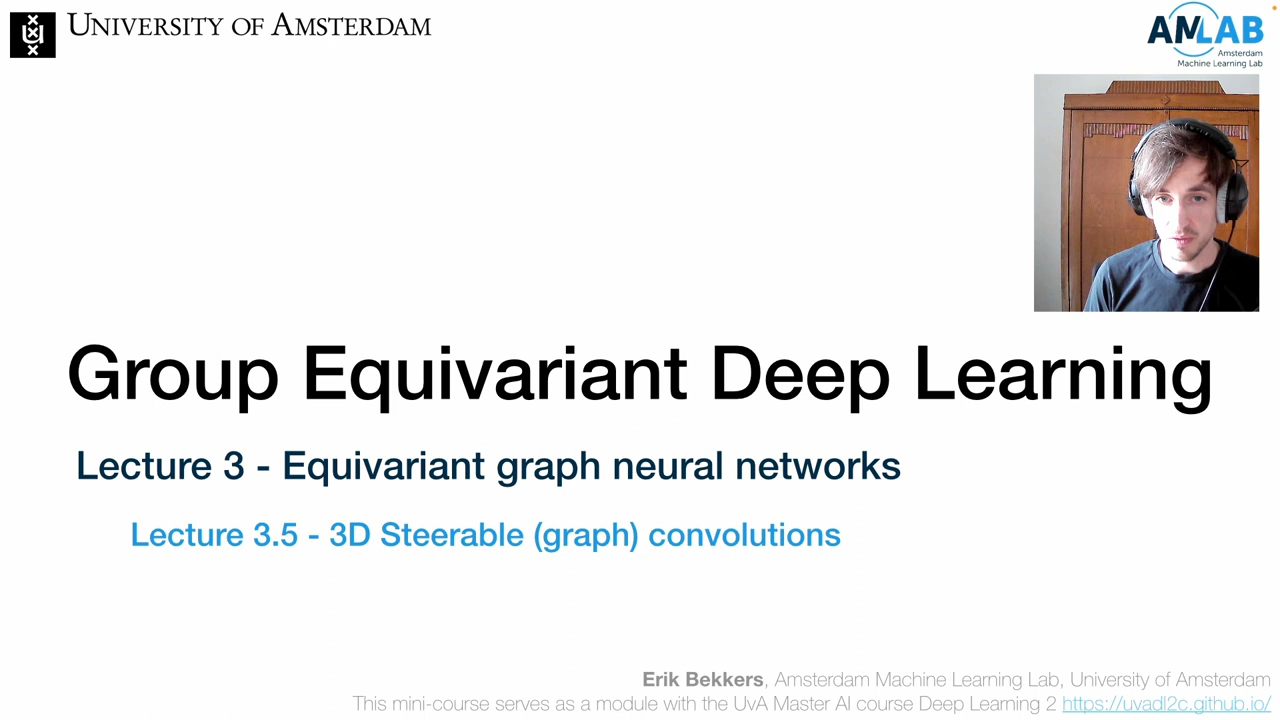 UNIVERSITY OF AMSTERDAM
AMLAB
Amsterdam
Machine Learning Lab
Group Equivariant Deep Learning
Lecture 3 - Equivariant graph neural networks
Lecture 3.5 - 3D Steerable (graph) convolutions
Erik Bekkers, Amsterdam Machine Learning Lab, University of Amsterdam
This mini-course serves as a module with the UvA Master AI course Deep Learning 2 https://uvadl2c.github.io/